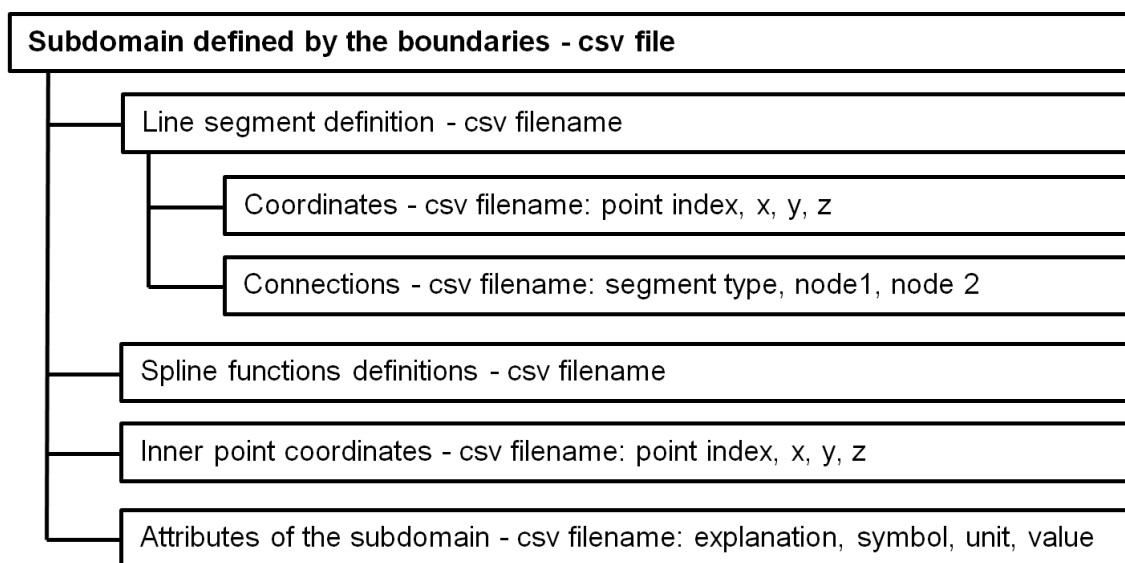 Subdomain defined by the boundaries - csv file
Line segment definition - csv filename
Coordinates - csv filename: point index, x, y, z
Connections - csv filename: segment type, node1, node 2
Spline functions definitions - csv filename
Inner point coordinates - csv filename: point index, x, y, z
Attributes of the subdomain - csv filename: explanation, symbol, unit, value